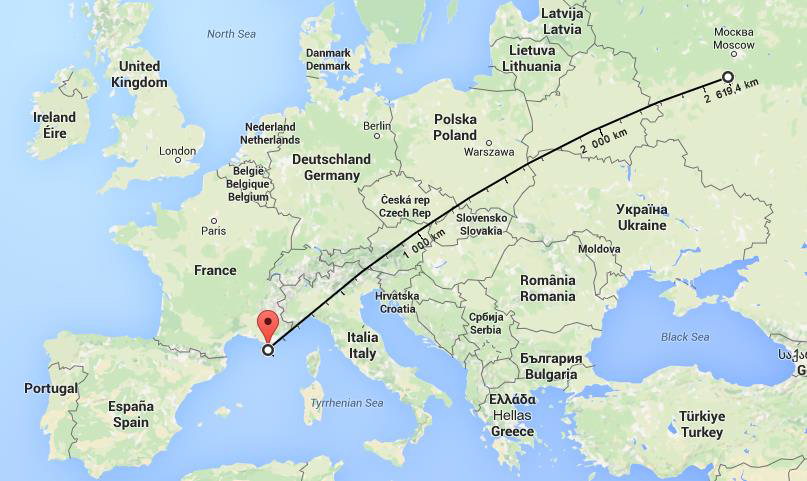 Latvija
Latvia
North Sea
Москва
Moscow
Danmark
Denmark
Lietuva
Lithuania
United
Kingdom
Ireland
Éire
2 619,4 km
Polska
Poland
Nederland
Netherlands
Berlin
2 000 km
London
Warszawa
Deutschland
Germany
België
Belgique
Belgium
Česká rep
Czech Rep
Slovensko
Slovakia
Україна
Ukraine
Paris
1 000 km
Moldova
France
România
Romania
Hrvatska
Croatia
Србија
Serbia
Italia
Italy
Black Sea
България
Bulgaria
Portugal
España
Spain
Tyrrhenian Sea
Ελλάδα
Hellas
Greece
Türkiye
Turkey